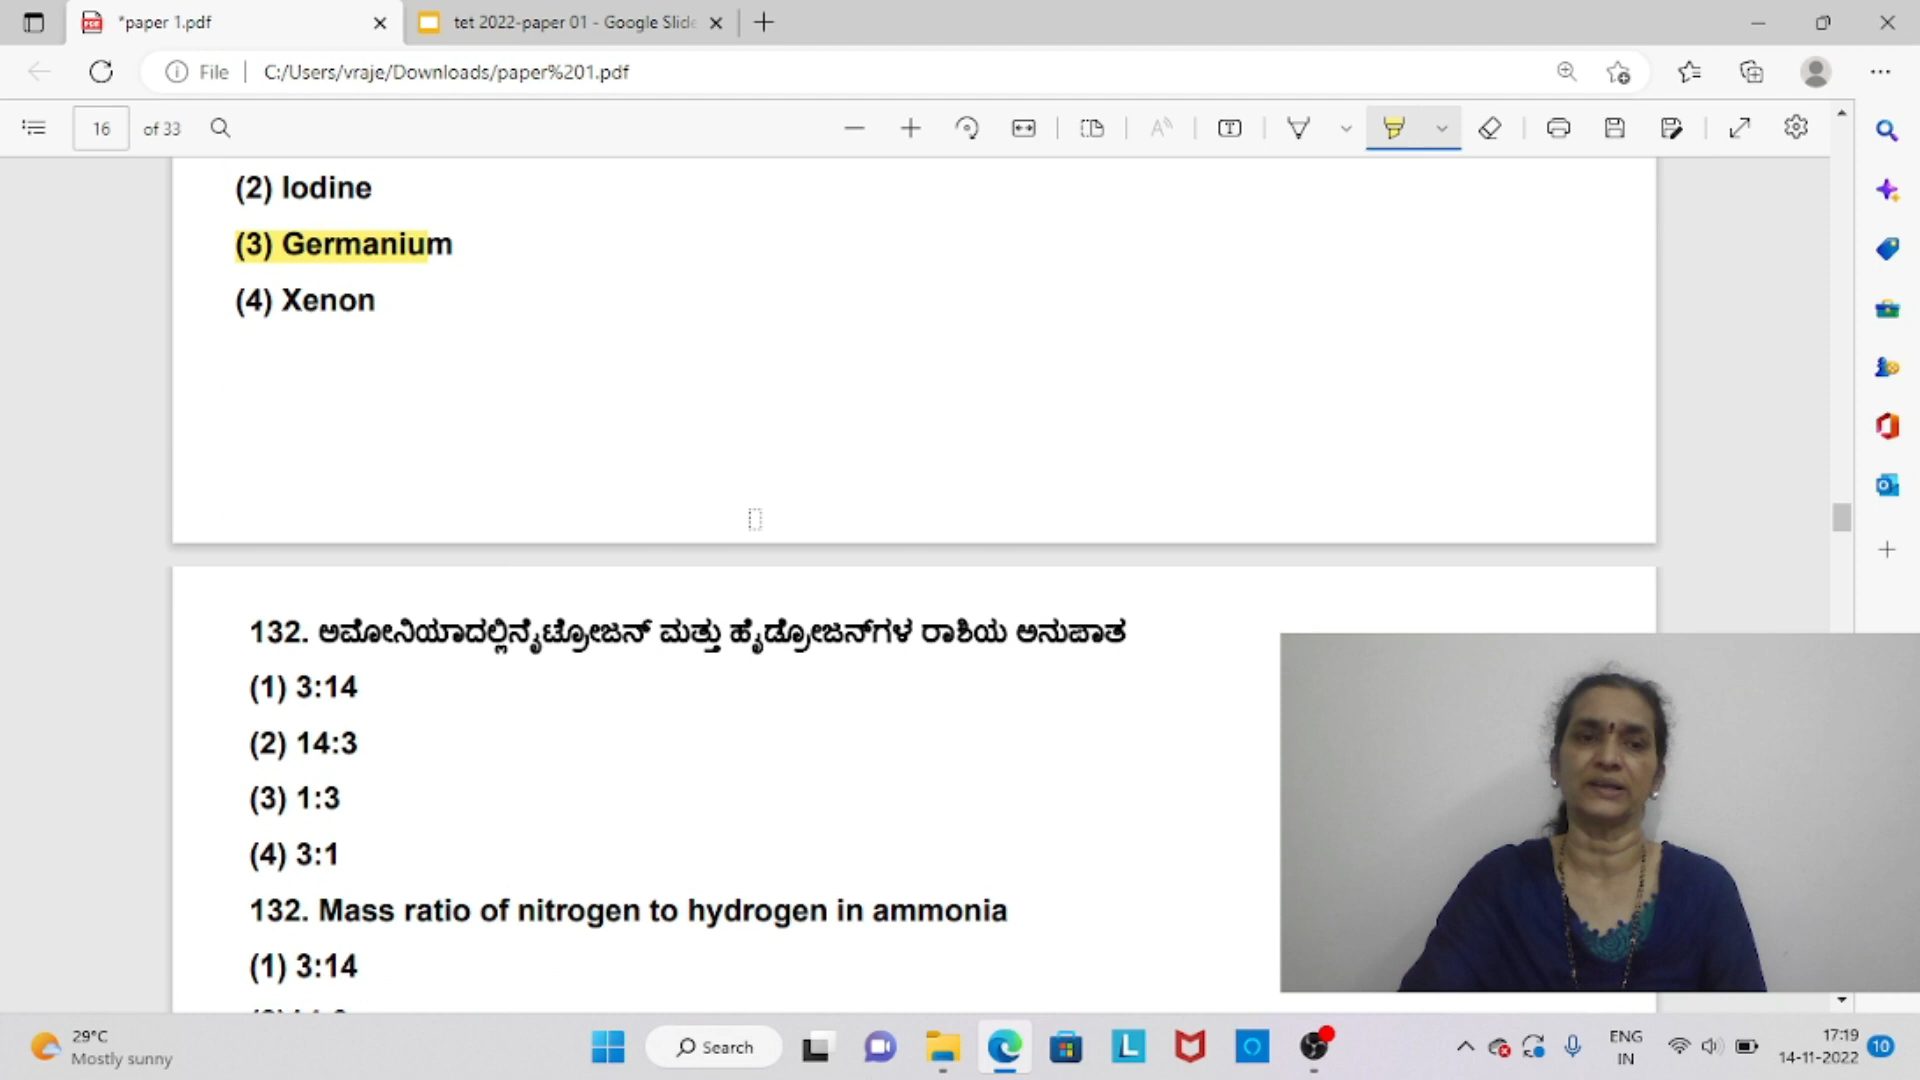 *paper 1.pdf
tet 2022-paper 01 - Google Slide
File
C:/Users/vraje/Downloads/paper%201.pdf
16
of 33
(2) Iodine
(3) Germanium
(4) Xenon
132. ಅಮೋನಿಯಾದಲ್ಲಿನೈಟ್ರೋಜನ್ ಮತ್ತು ಹೈಡ್ರೋಜನ್‌ಗಳ ರಾಶಿಯ ಅನುಪಾತ
(1) 3:14
(2) 14:3
(3) 1:3
(4) 3:1
132. Mass ratio of nitrogen to hydrogen in ammonia
(1) 3:14
29°C
Mostly sunny
Search
ENG
IN
17:19
14-11-2022
10